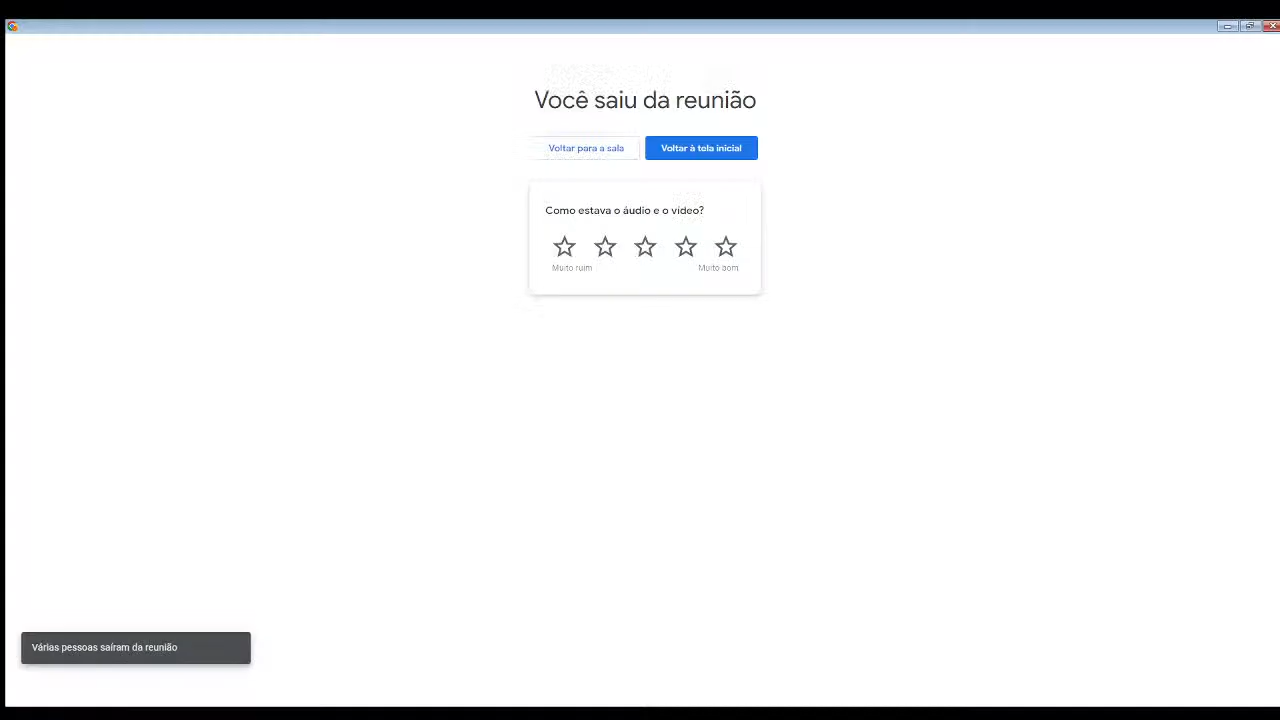 Você saiu da reunião
Voltar para a sala
Voltar à tela inicial
Como estava o áudio e o vídeo?
Muito ruim
Muito bom
Várias pessoas saíram da reunião